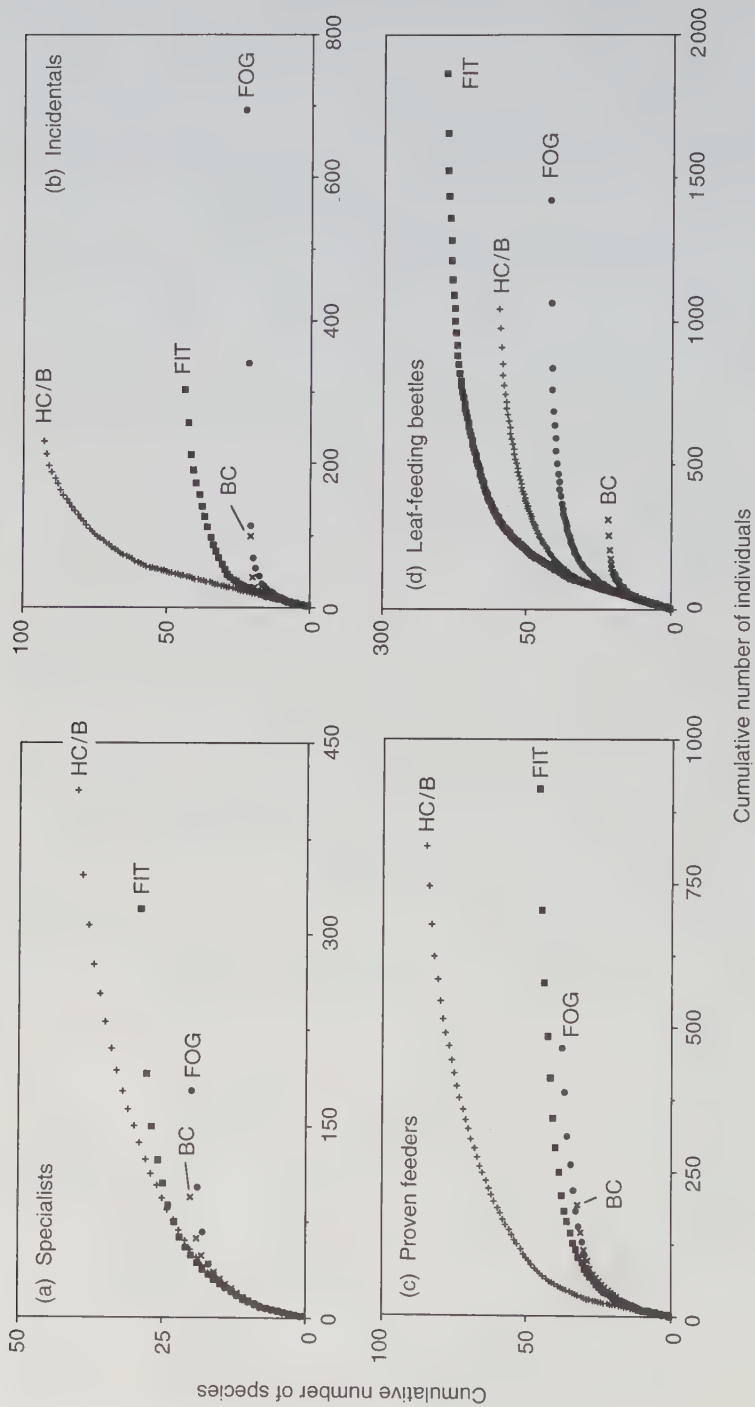 Cumulative number of species
50
25
0
(a) Specialists
HC/B
FIT
BC
FOG
0
150
300
450
100
50
0
(b) Incidentals
HC/B
FIT
BC
FOG
0
200
400
600
800
100
50
0
(c) Proven feeders
HC/B
FIT
FOG
BC
0
250
500
750
1000
300
50
0
(d) Leaf-feeding beetles
FIT
HC/B
FOG
BC
0
500
1000
1500
2000
Cumulative number of individuals